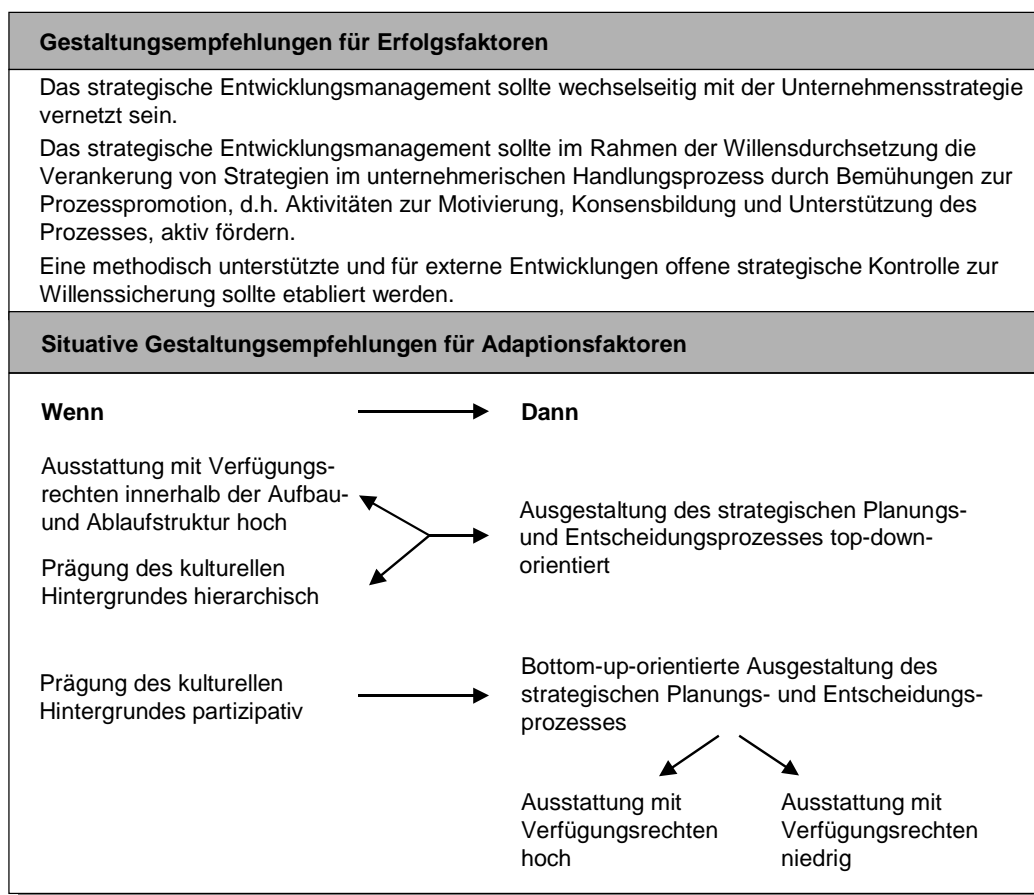 Gestaltungsempfehlungen für Erfolgsfaktoren
Das strategische Entwicklungsmanagement sollte wechselseitig mit der Unternehmensstrategie
vernetzt sein.
Das strategische Entwicklungsmanagement sollte im Rahmen der Willensdurchsetzung die
Verankerung von Strategien im unternehmerischen Handlungsprozess durch Bemühungen zur
Prozesspromotion, d.h. Aktivitäten zur Motivierung, Konsensbildung und Unterstützung des
Prozesses, aktiv fördern.
Eine methodisch unterstützte und für externe Entwicklungen offene strategische Kontrolle zur
Willenssicherung sollte etabliert werden.
Situative Gestaltungsempfehlungen für Adaptionsfaktoren
Wenn
Dann
Ausstattung mit Verfügungs-
rechten innerhalb der Aufbau-
und Ablaufstruktur hoch
Prägung des kulturellen
Hintergrundes hierarchisch
Ausgestaltung des strategischen Planungs-
und Entscheidungsprozesses top-down-
orientiert
Prägung des kulturellen
Hintergrundes partizipativ
Bottom-up-orientierte Ausgestaltung des
strategischen Planungs- und Entscheidungs-
prozesses
Ausstattung mit
Verfügungsrechten
hoch
Ausstattung mit
Verfügungsrechten
niedrig